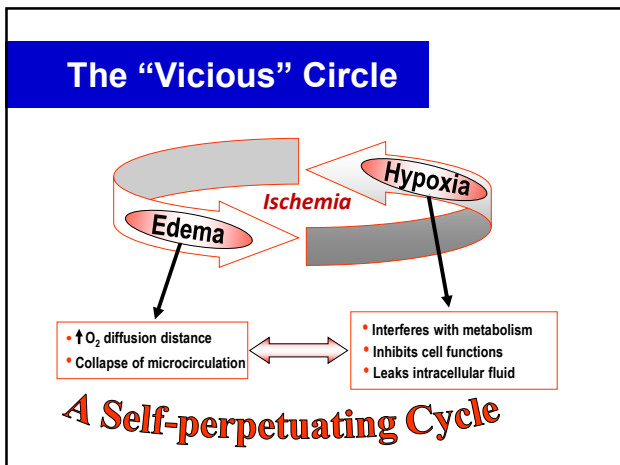 The “Vicious” Circle
Hypoxia
Ischemia
Edema
• ↑O₂ diffusion distance
• Collapse of microcirculation
• Interferes with metabolism
• Inhibits cell functions
• Leaks intracellular fluid
A Self-perpetuating Cycle